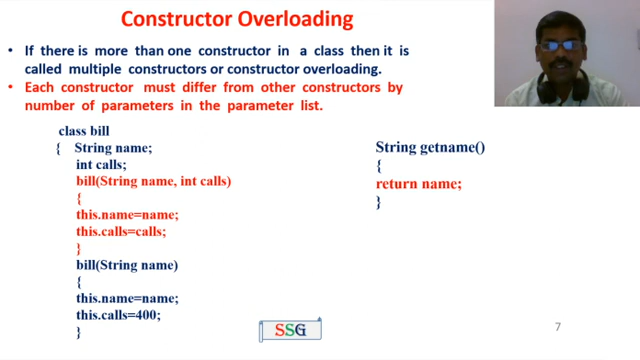 Constructor Overloading
• If there is more than one constructor in a class then it is
called multiple constructors or constructor overloading.
• Each constructor must differ from other constructors by
number of parameters in the parameter list.
class bill
{ String name;
int calls;
bill(String name, int calls)
{
this.name=name;
this.calls=calls;
}
bill(String name)
{
this.name=name;
this.calls=400;
}
String getname()
{
return name;
}
SSG
7